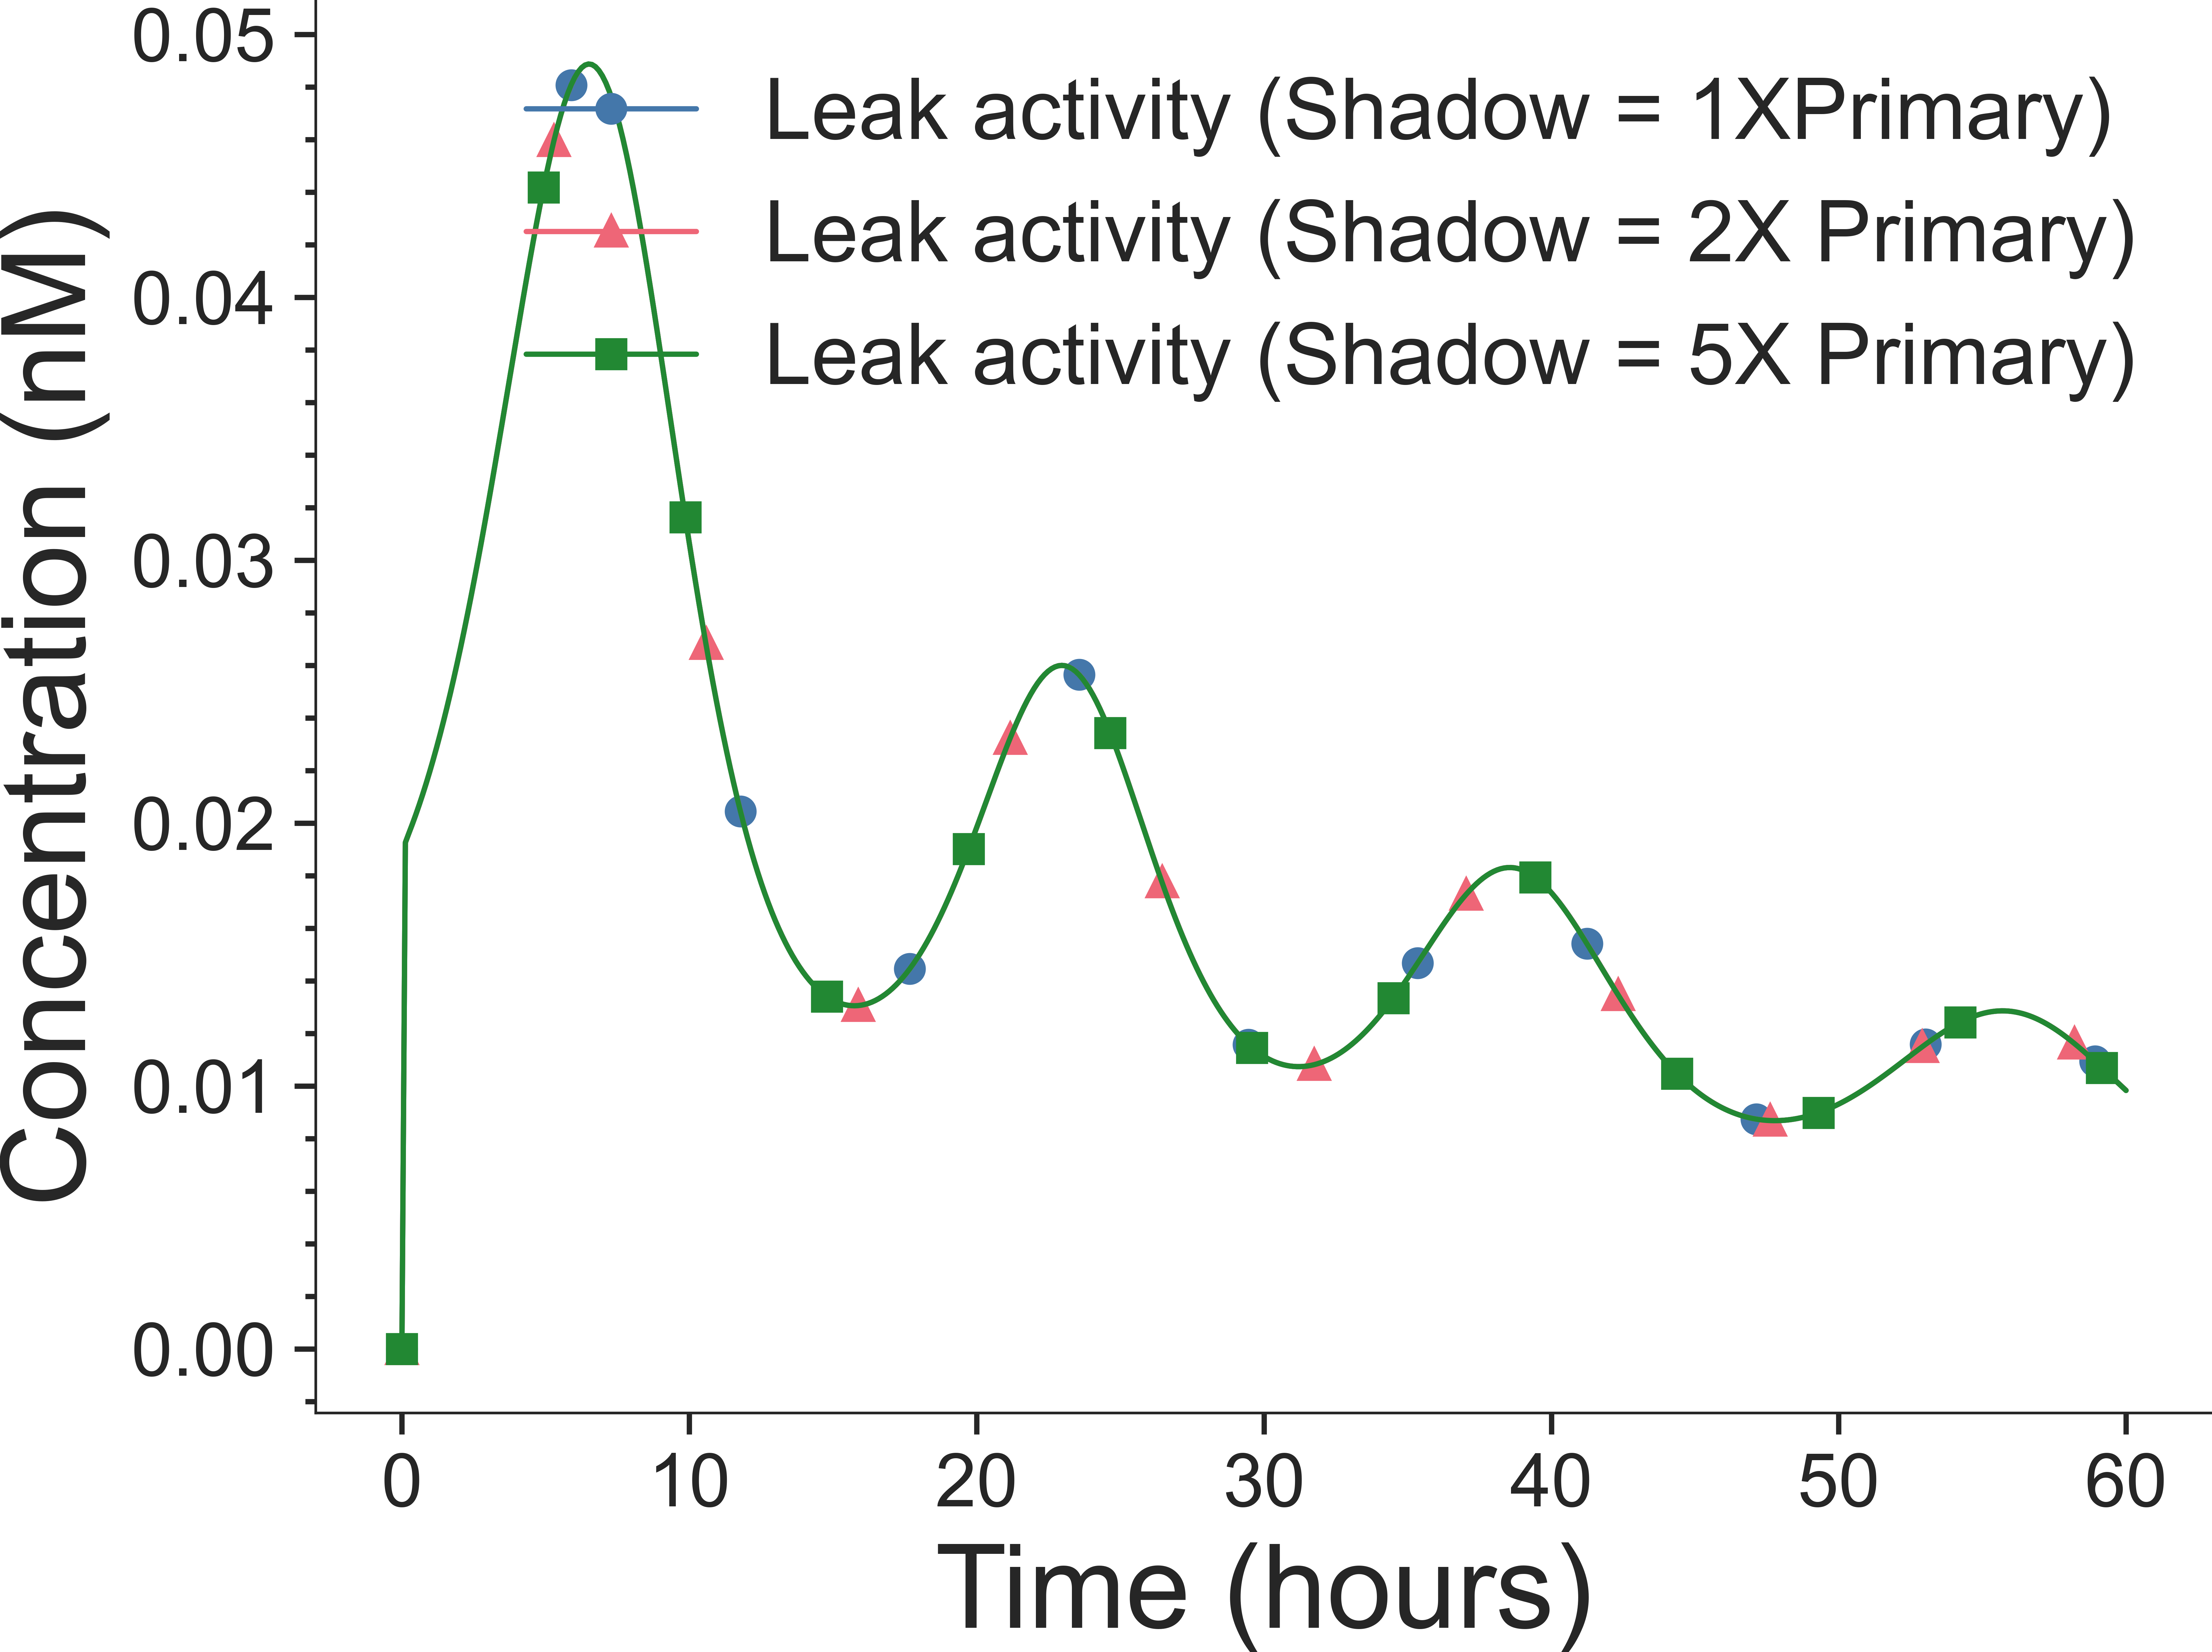 0.05
0.04
0.03
0.02
0.01
0.00
Concentration (nM)
Leak activity (Shadow = 1XPrimary)
Leak activity (Shadow = 2X Primary)
Leak activity (Shadow = 5X Primary)
0 10 20 30 40 50 60
Time (hours)